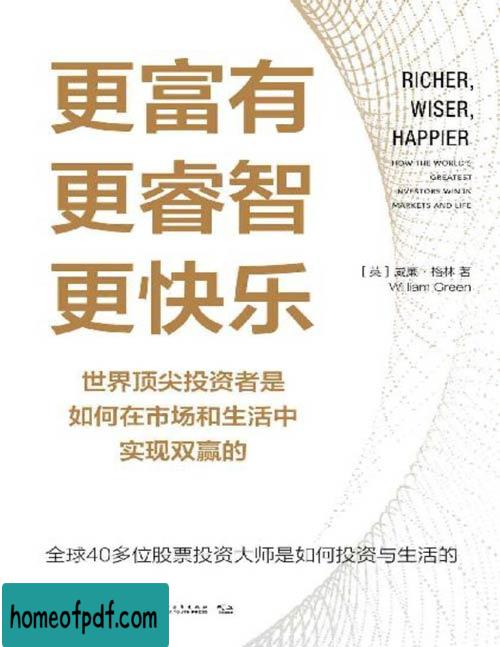 更富有
更睿智
更快乐
RICHER,
WISER,
HAPPIER
HOW THE WORLD'S
GREATEST
INVESTORS WIN IN
MARKETS AND LIFE
[英]威廉·格林 著
William Green
世界顶尖投资者是
如何在市场和生活中
实现双赢的
全球40多位股票投资大师是如何投资与生活的
homeofpdf.com